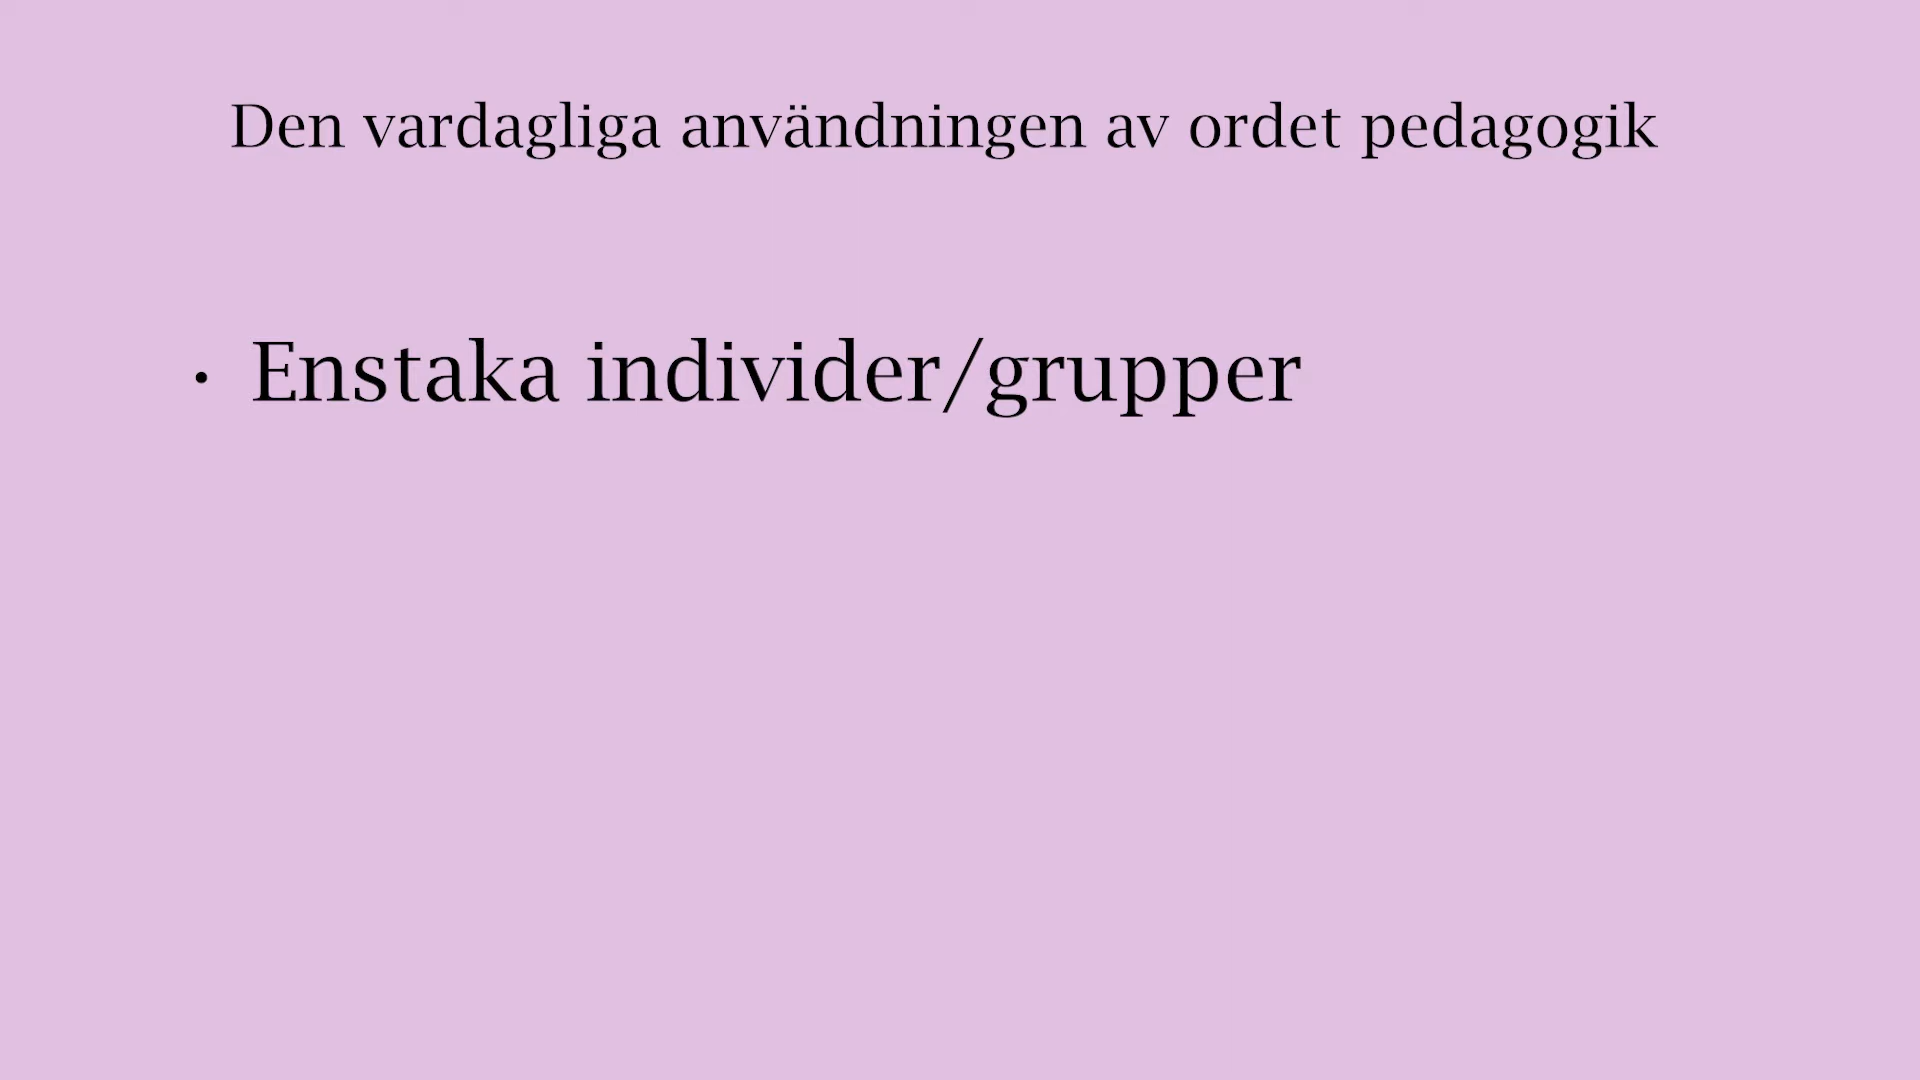 Den vardagliga användningen av ordet pedagogik
• Enstaka individer/grupper